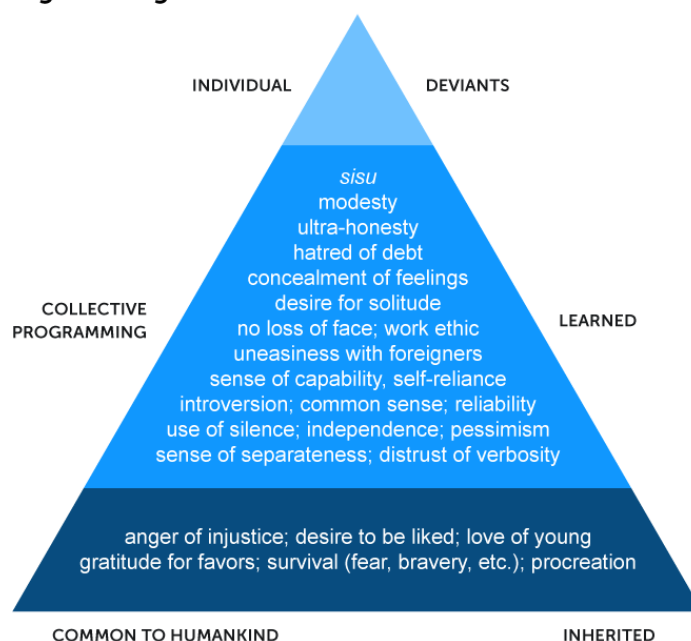 INDIVIDUAL DEVIANTS
sisu
modesty
ultra-honesty
hatred of debt
concealment of feelings
desire for solitude
COLLECTIVE PROGRAMMING
no loss of face; work ethic
LEARNED
uneasiness with foreigners
sense of capability, self-reliance
introversion; common sense; reliability
use of silence; independence; pessimism
sense of separateness; distrust of verbosity
anger of injustice; desire to be liked; love of young
gratitude for favors; survival (fear, bravery, etc.); procreation
COMMON TO HUMANKIND INHERITED